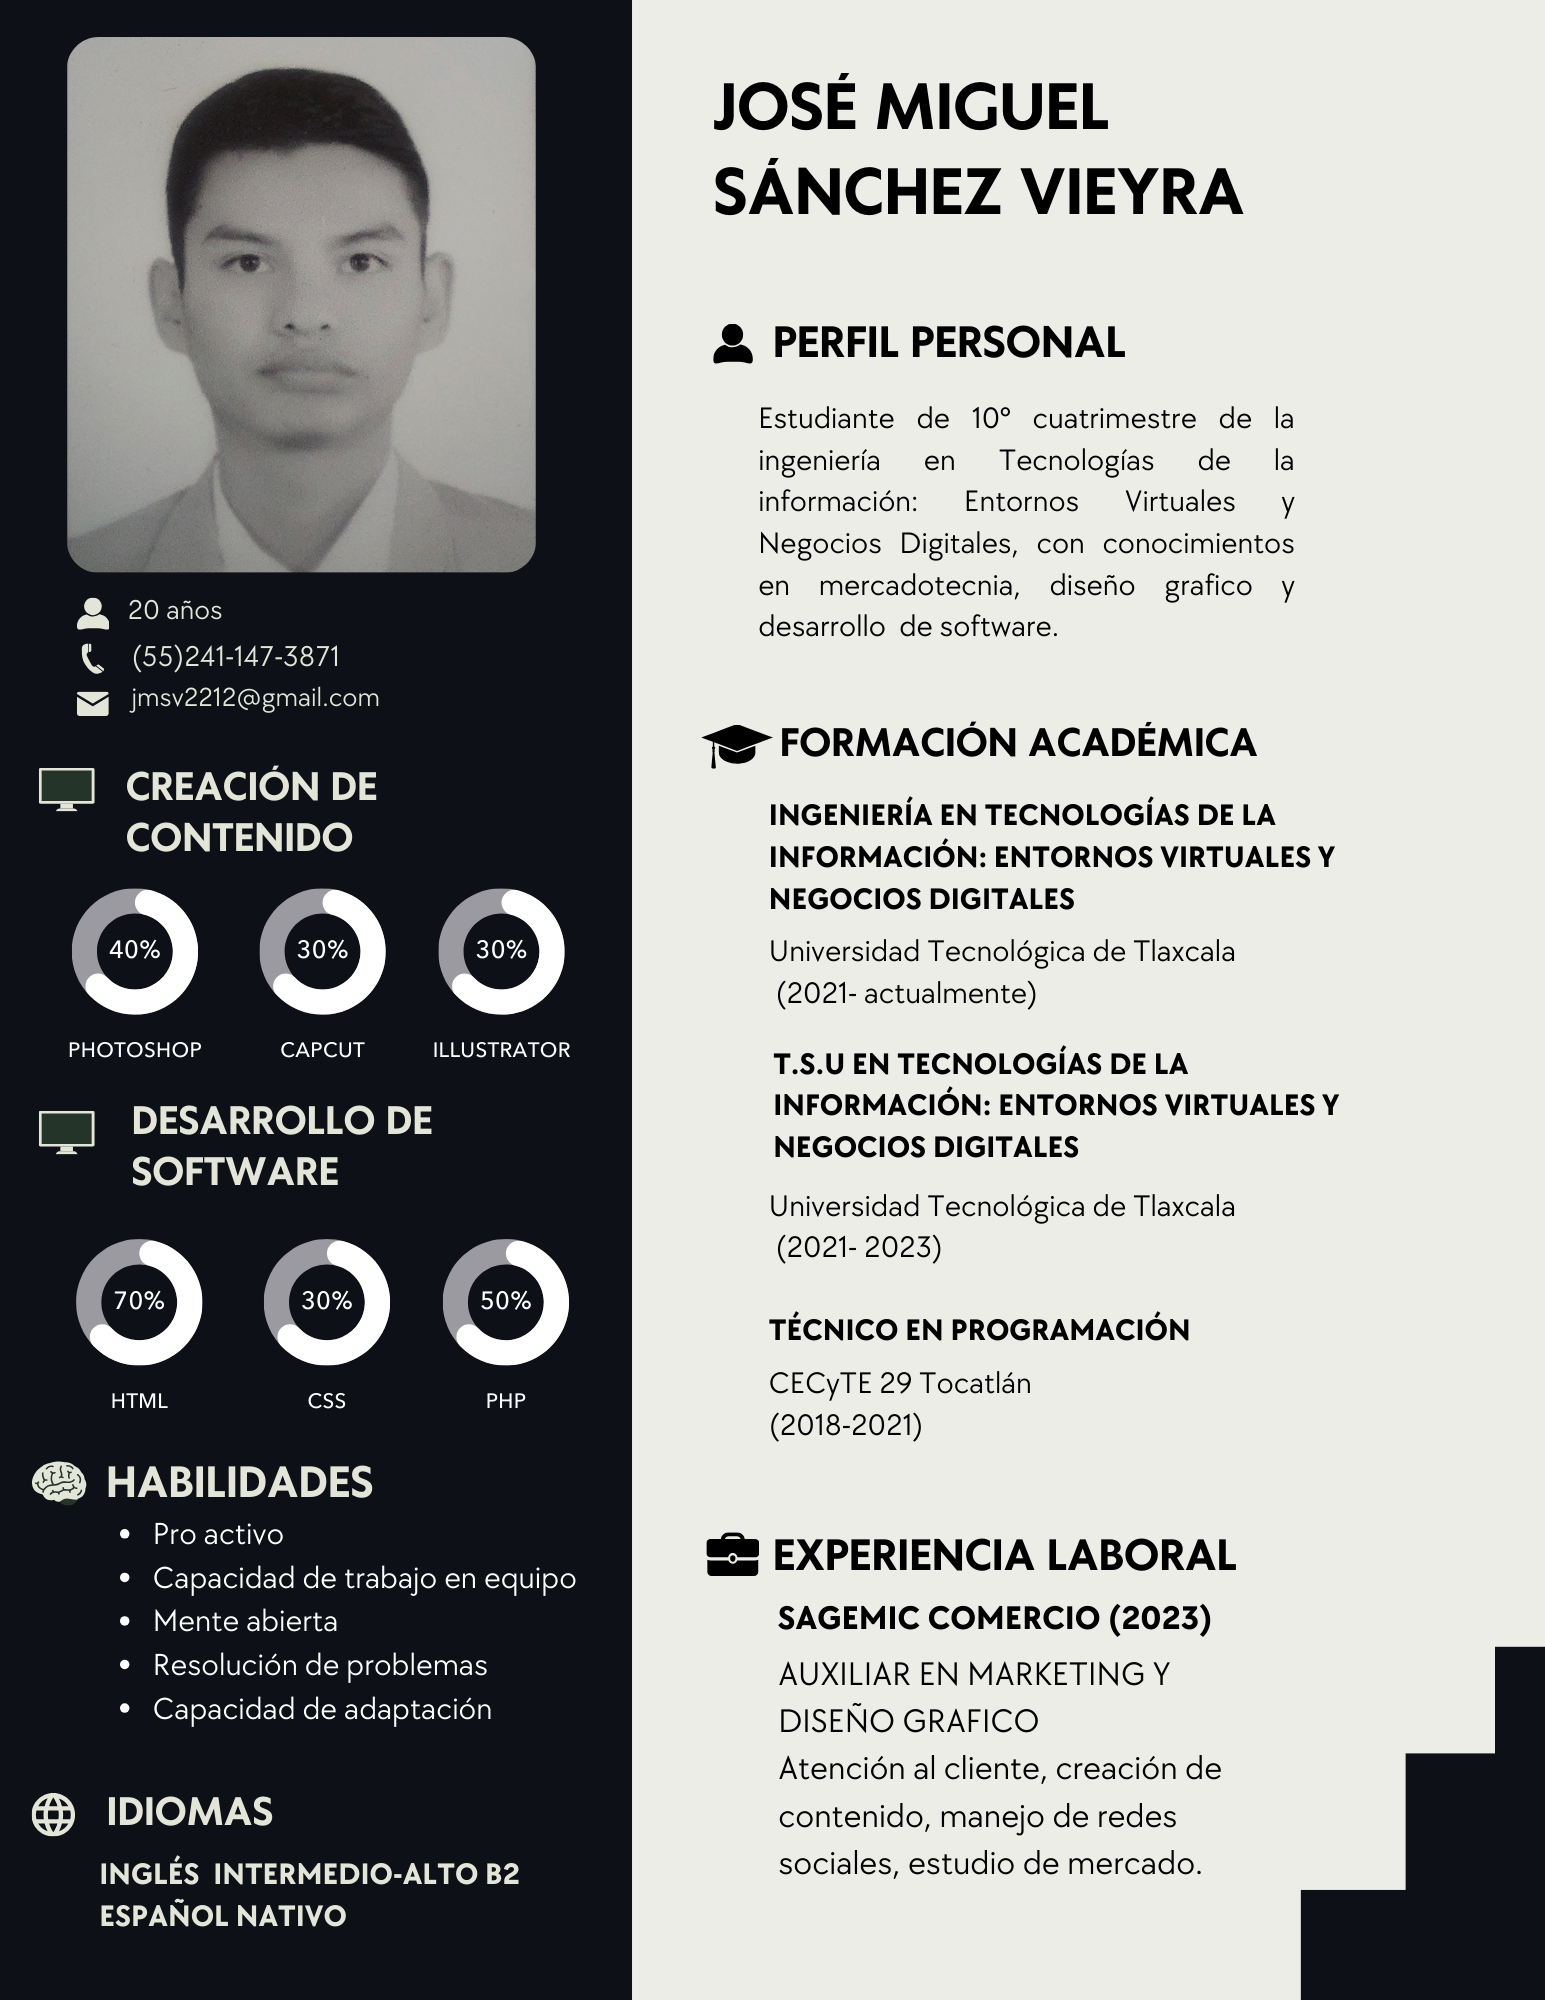 JOSÉ MIGUEL
SÁNCHEZ VIEYRA
20 años
(55)241-147-3871
jmsv2212@gmail.com
CREACIÓN DE
CONTENIDO
40%
30%
30%
PHOTOSHOP
CAPCUT
ILLUSTRATOR
DESARROLLO DE
SOFTWARE
70%
30%
50%
HTML
CSS
PHP
HABILIDADES
• Pro activo
• Capacidad de trabajo en equipo
• Mente abierta
• Resolución de problemas
• Capacidad de adaptación
IDIOMAS
INGLÉS INTERMEDIO-ALTO B2
ESPAÑOL NATIVO
PERFIL PERSONAL
Estudiante de 10° cuatrimestre de la
ingeniería en Tecnologías de la
información: Entornos Virtuales y
Negocios Digitales, con conocimientos
en mercadotecnia, diseño grafico y
desarrollo de software.
FORMACIÓN ACADÉMICA
INGENIERÍA EN TECNOLOGÍAS DE LA
INFORMACIÓN: ENTORNOS VIRTUALES Y
NEGOCIOS DIGITALES
Universidad Tecnológica de Tlaxcala
(2021- actualmente)
T.S.U EN TECNOLOGÍAS DE LA
INFORMACIÓN: ENTORNOS VIRTUALES Y
NEGOCIOS DIGITALES
Universidad Tecnológica de Tlaxcala
(2021- 2023)
TÉCNICO EN PROGRAMACIÓN
CECyTE 29 Tocatlán
(2018-2021)
EXPERIENCIA LABORAL
SAGEMIC COMERCIO (2023)
AUXILIAR EN MARKETING Y
DISEÑO GRAFICO
Atención al cliente, creación de
contenido, manejo de redes
sociales, estudio de mercado.